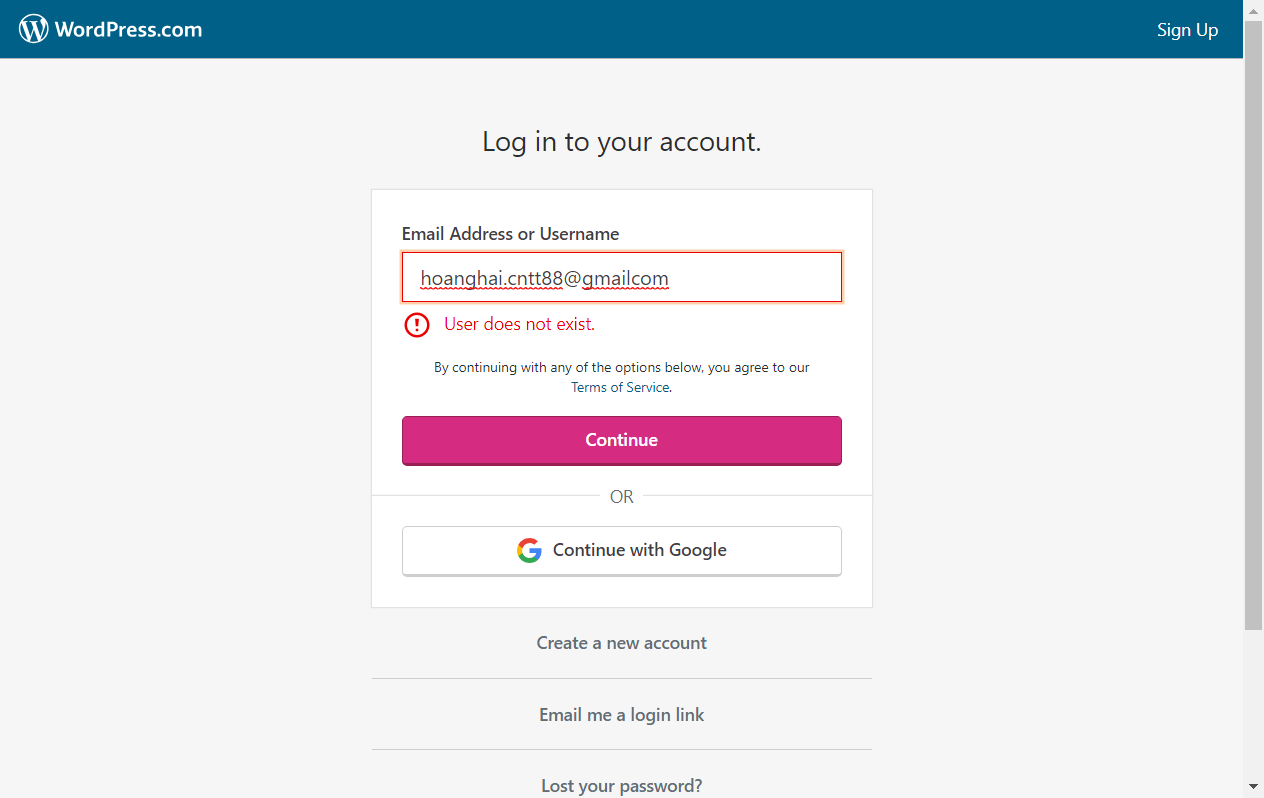 WordPress.com
Sign Up
Log in to your account.
Email Address or Username
hoanghai.cntt88@gmailcom
User does not exist.
By continuing with any of the options below, you agree to our
Terms of Service.
Continue
OR
Continue with Google
Create a new account
Email me a login link
Lost your password?